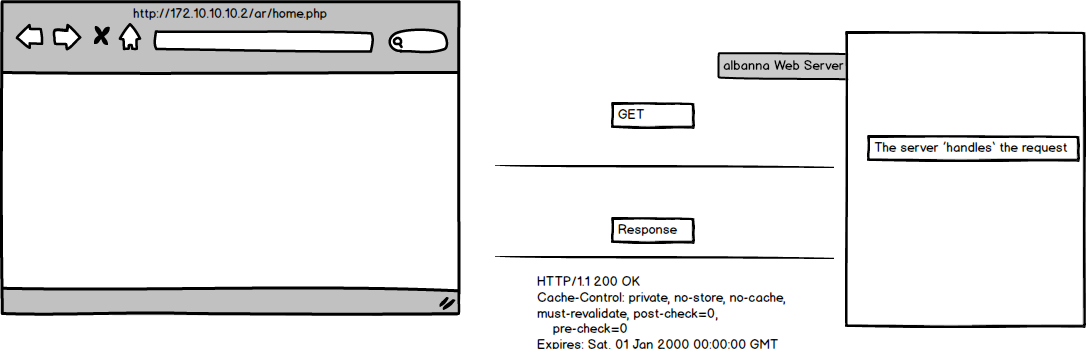 http://172.10.10.10.2/ar/home.php
albanna Web Server
GET
The server 'handles' the request
Response
HTTP/1.1 200 OK
Cache-Control: private, no-store, no-cache,
must-revalidate, post-check=0,
pre-check=0
Expires: Sat, 01 Jan 2000 00:00:00 GMT